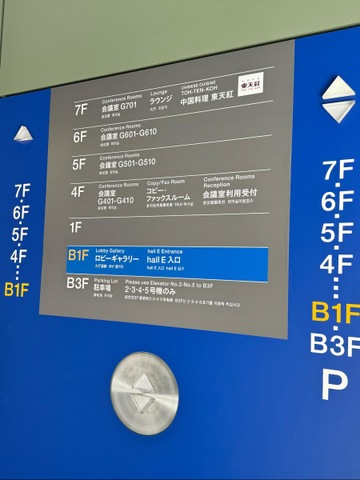 7F
Conference Rooms
会議室 G701
Lounge
ラウンジ
CHINESE CUISINE
TOH-TEN-KOH
中国料理 東天紅
東天紅
6F
Conference Rooms
会議室 G601-G610
5F
Conference Rooms
会議室 G501-G510
4F
Conference Rooms
会議室
G401-G410
Copy/Fax Room
コピー・
ファックスルーム
Conference Rooms
Reception
会議室利用受付
1F
B1F
Lobby Gallery
ロビーギャラリー
hall E Entrance
hall E 入口
B3F
Parking Lot
駐車場
Please use Elevator No.2-No.5 to B3F
2・3・4・5号機のみ
7F
6F
5F
4F
B1F
7F
6F
5F
4F
B1F
B3F
P